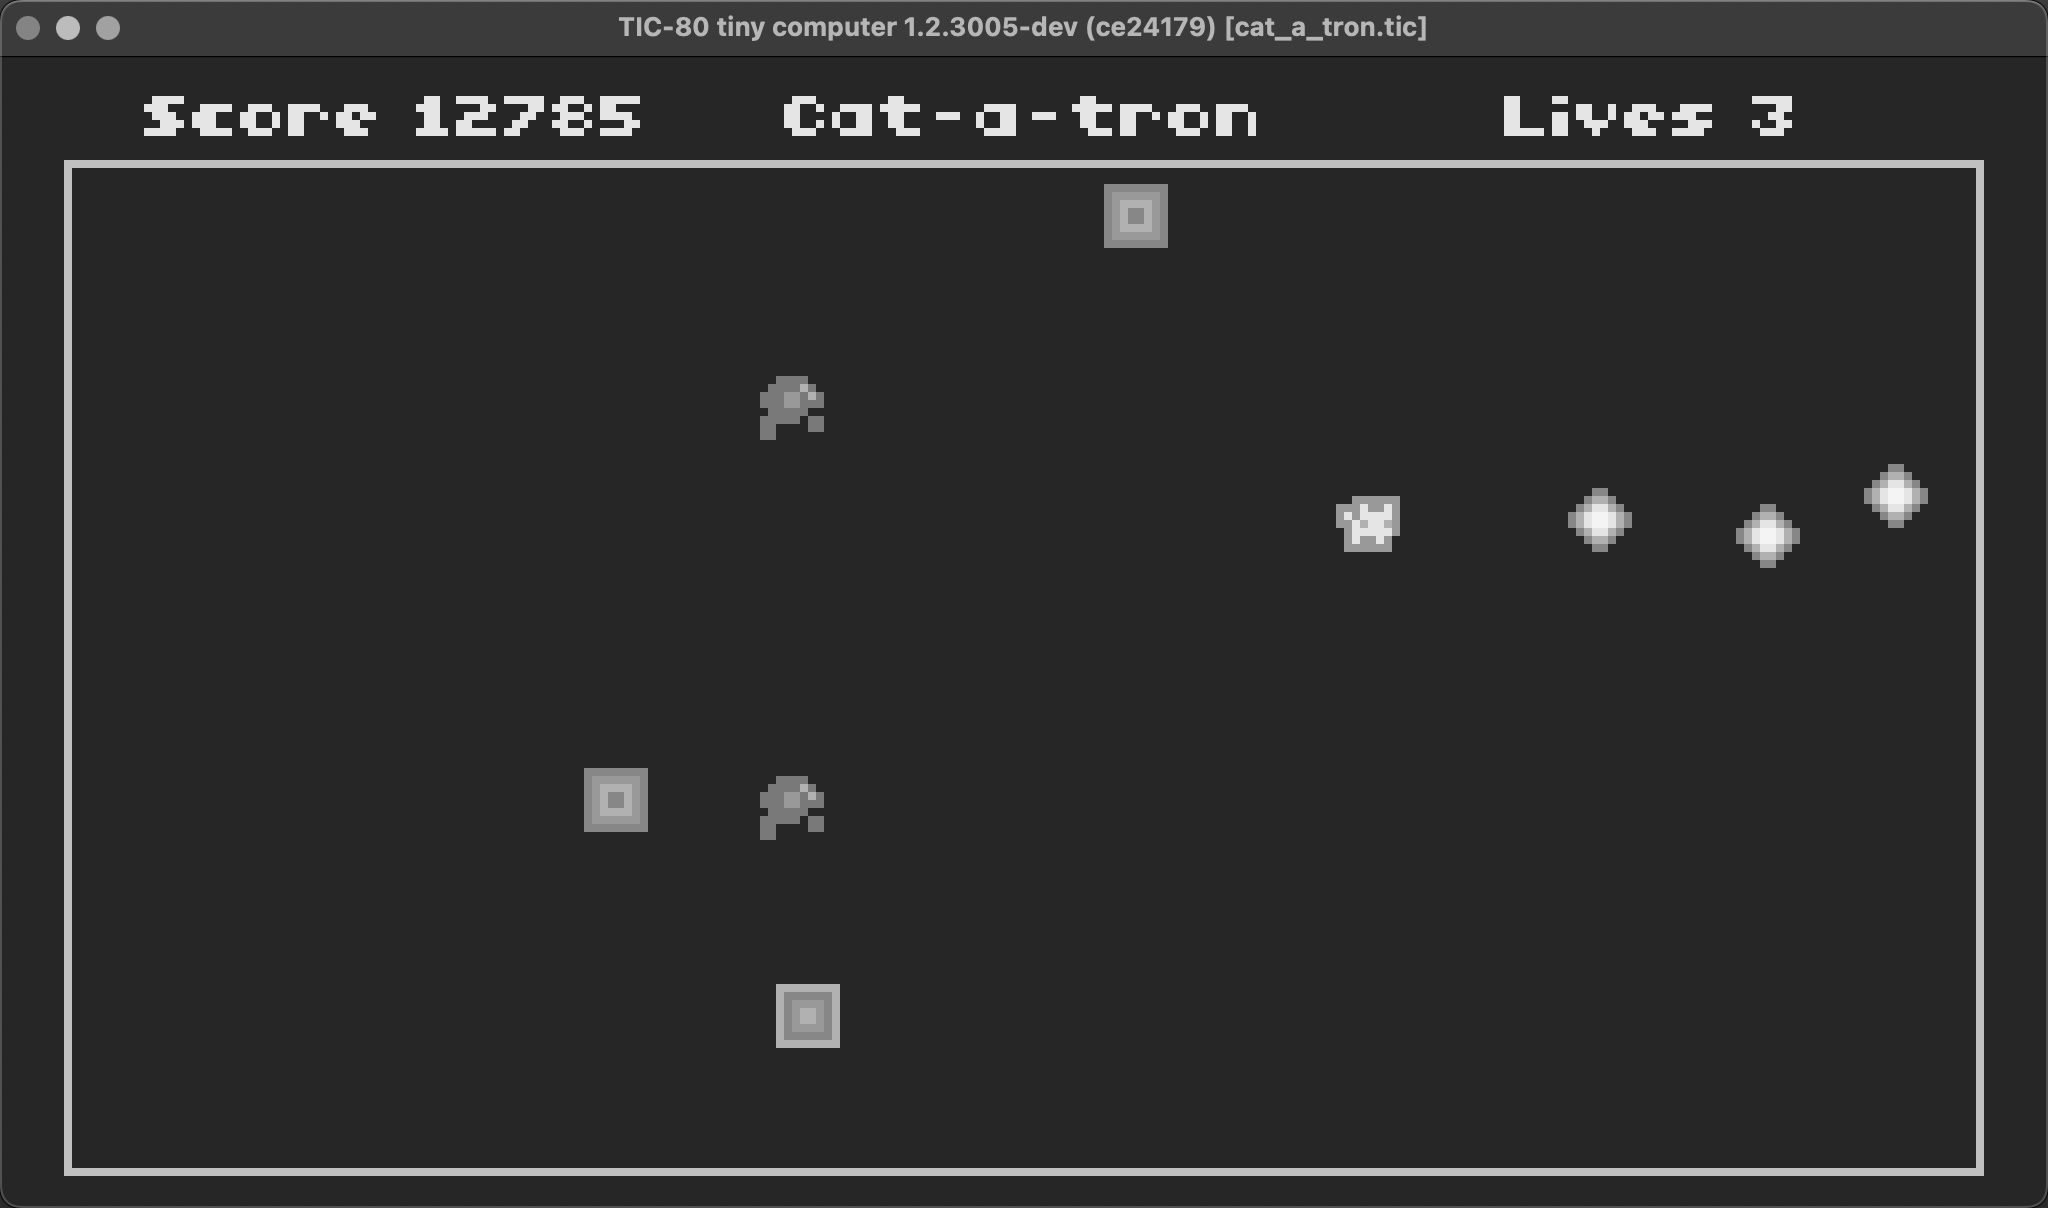 TIC-80 tiny computer 1.2.3005-dev (ce24179) [cat_a_tron.tic]
Score 12785 Cat-a-tron Lives 3